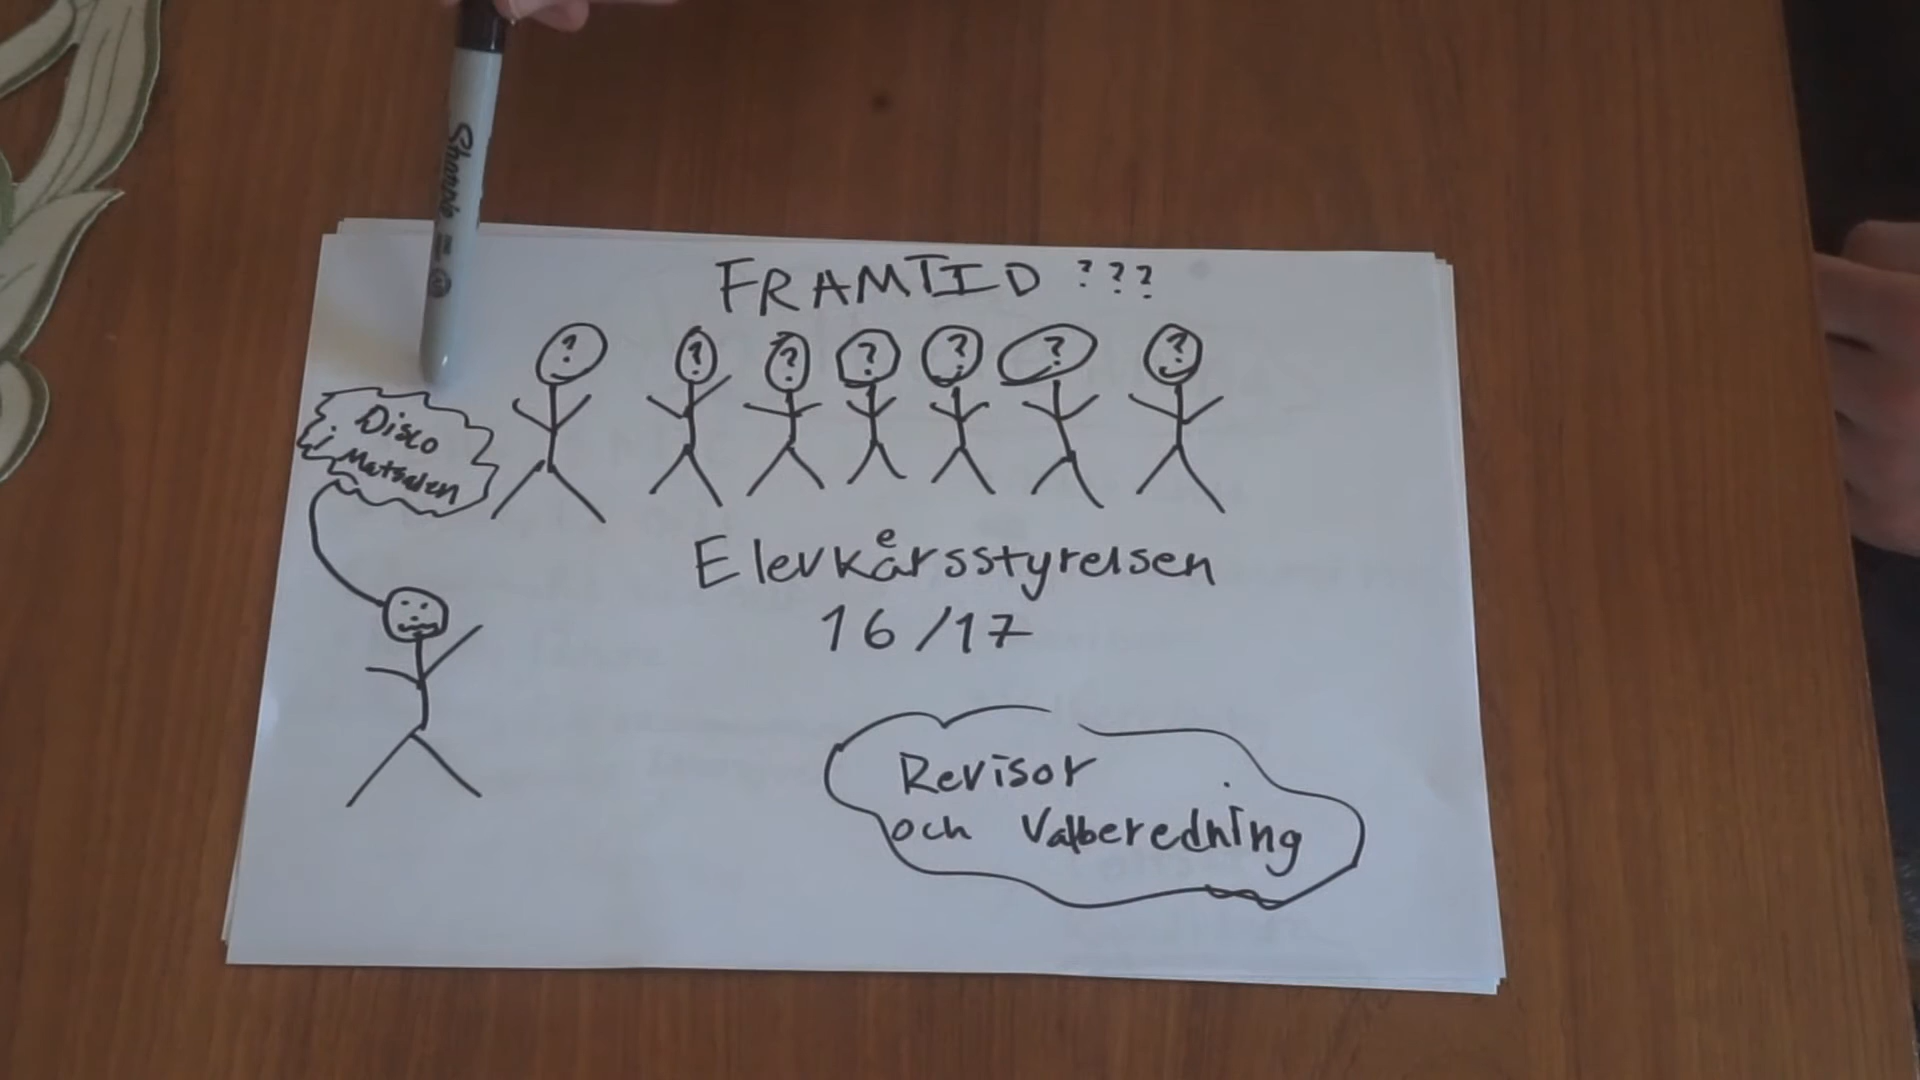 Sharpie
FRAMTID ???
? ? ? ? ? ? ?
Disco
i Matsalen
Elevkårsstyrelsen
16/17
Revisor
och Valberedning